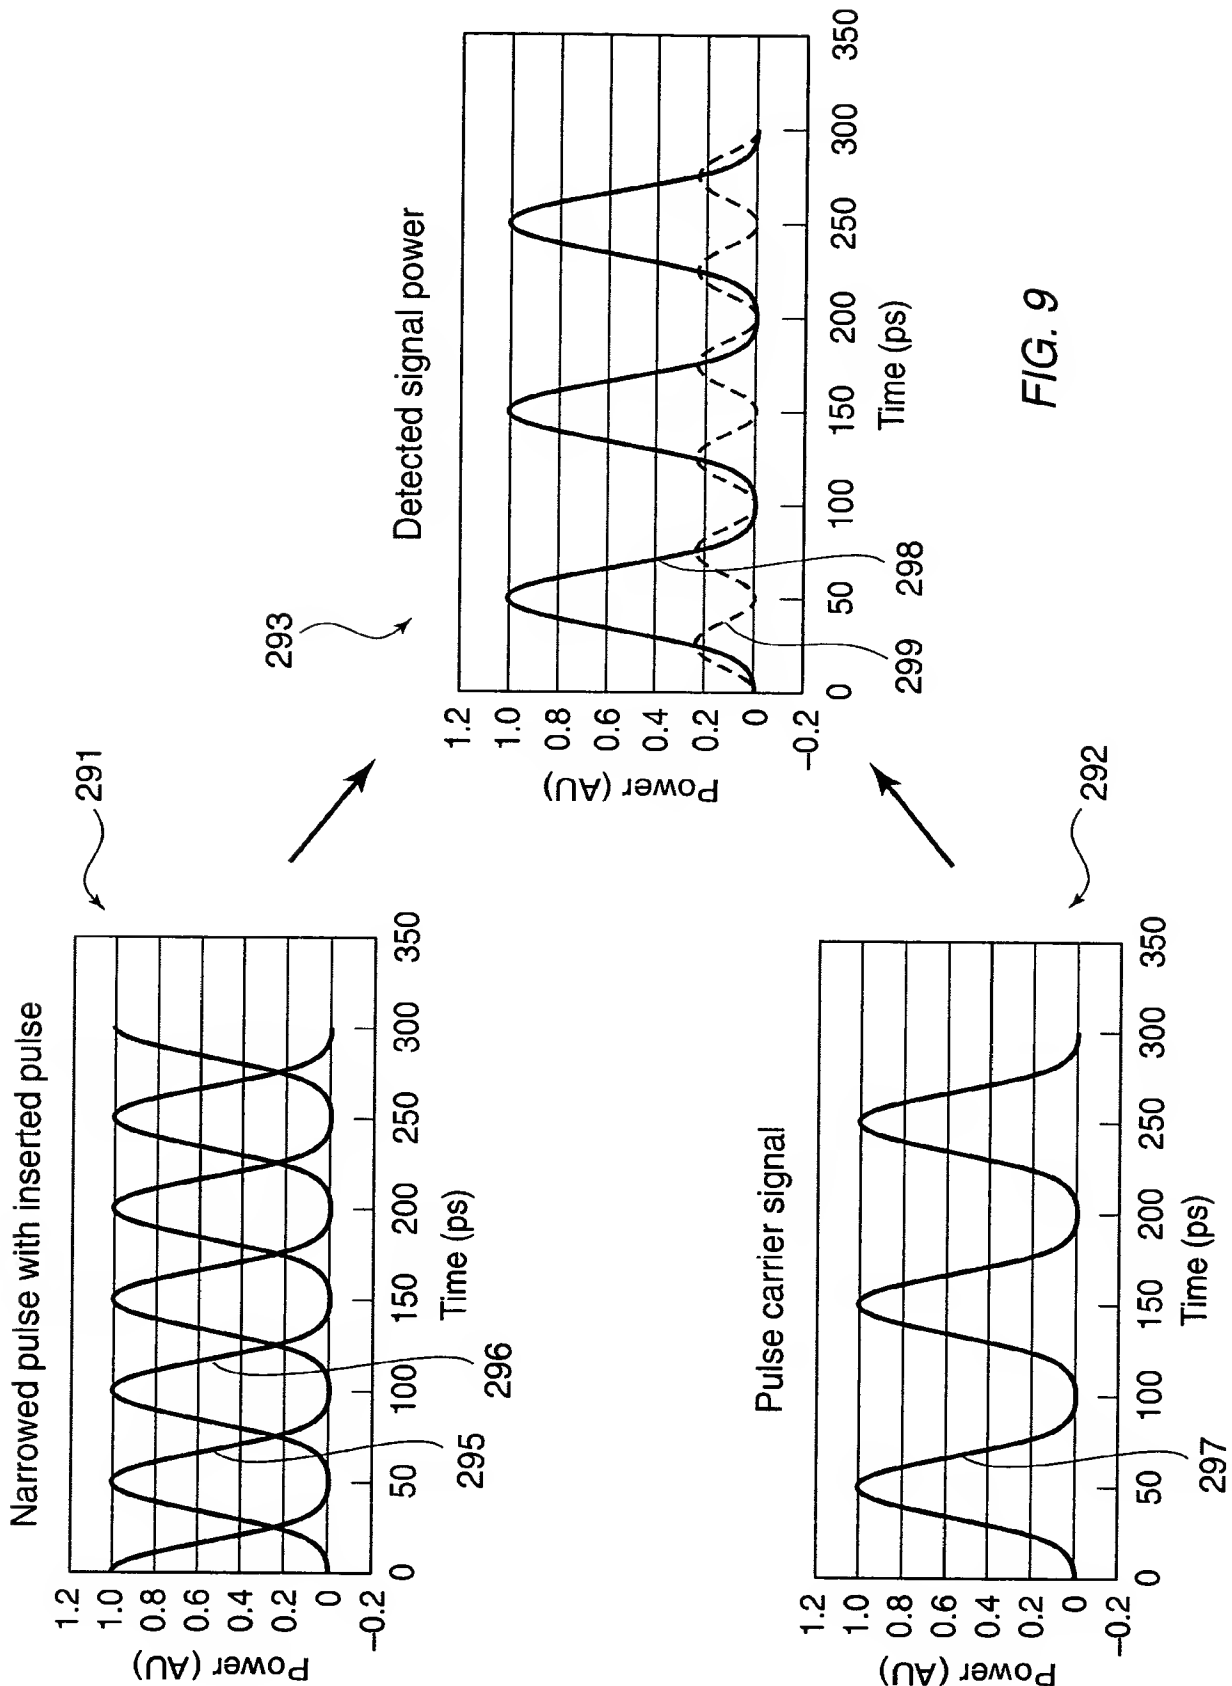 Narrowed pulse with inserted pulse
291
Power (AU)
1.2
1.0
0.8
0.6
0.4
0.2
0
−0.2
0 50 100 150 200 250 300 350
Time (ps)
295
296
Pulse carrier signal
292
Power (AU)
1.2
1.0
0.8
0.6
0.4
0.2
0
−0.2
0 50 100 150 200 250 300 350
Time (ps)
297
Detected signal power
293
Power (AU)
1.2
1.0
0.8
0.6
0.4
0.2
0
−0.2
0 50 100 150 200 250 300 350
Time (ps)
299
298
FIG. 9